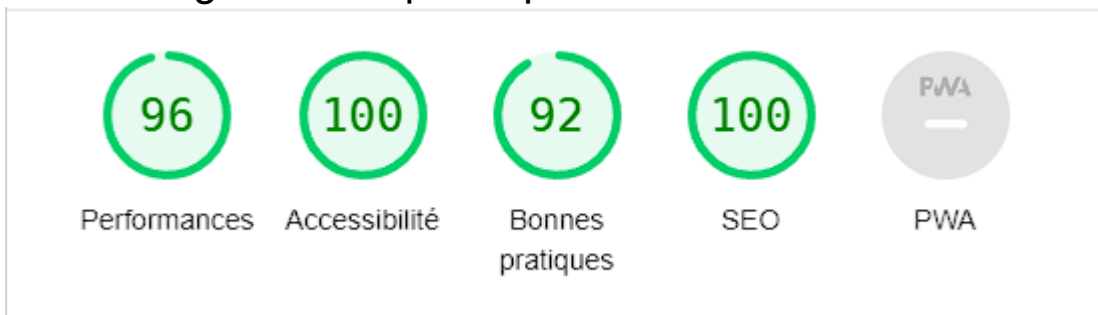 96
100
92
100
PWA
Performances
Accessibilité
Bonnes
pratiques
SEO
PWA